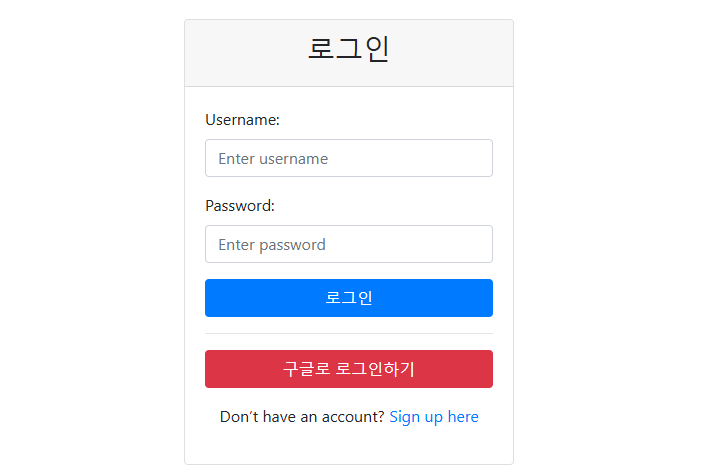 로그인
Username:
Enter username
Password:
Enter password
로그인
구글로 로그인하기
Don't have an account? Sign up here